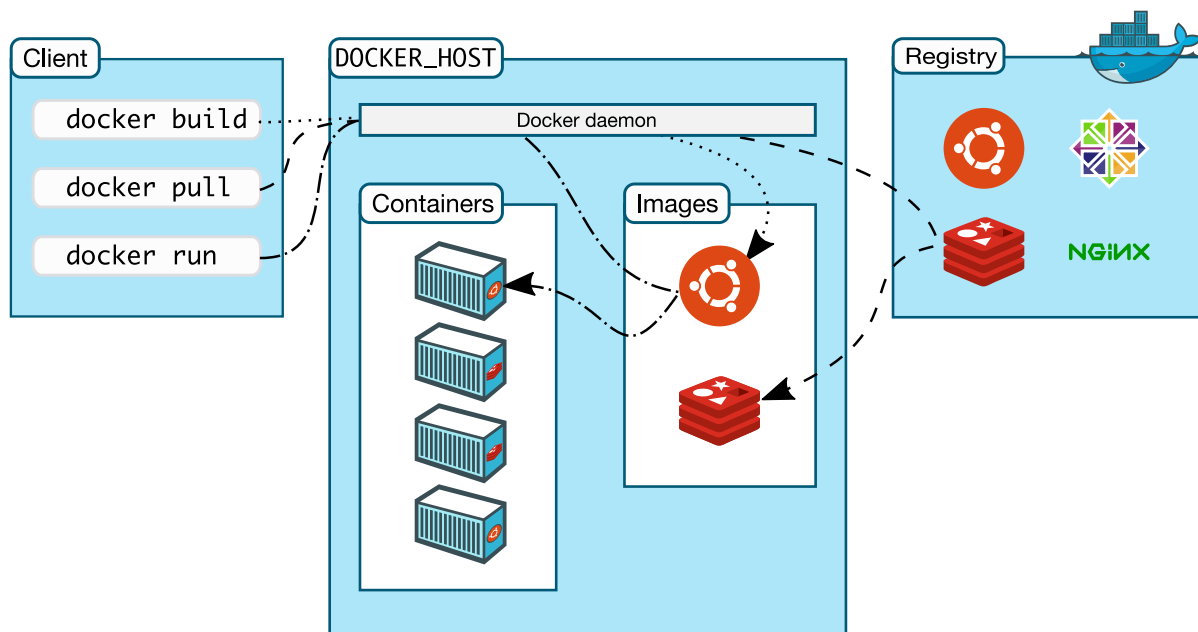 Client
docker build
docker pull
docker run
DOCKER_HOST
Docker daemon
Containers
Images
Registry
NGINX